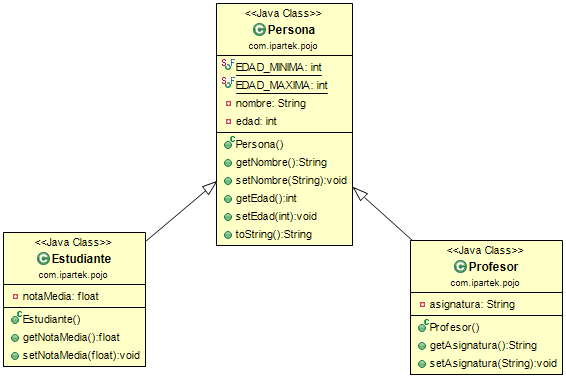 <<Java Class>>
Persona
com.ipartek.pojo
EDAD_MINIMA: int
EDAD_MAXIMA: int
nombre: String
edad: int
Persona()
getNombre():String
setNombre(String):void
getEdad():int
setEdad(int):void
toString():String
<<Java Class>>
Estudiante
com.ipartek.pojo
notaMedia: float
Estudiante()
getNotaMedia():float
setNotaMedia(float):void
<<Java Class>>
Profesor
com.ipartek.pojo
asignatura: String
Profesor()
getAsignatura():String
setAsignatura(String):void